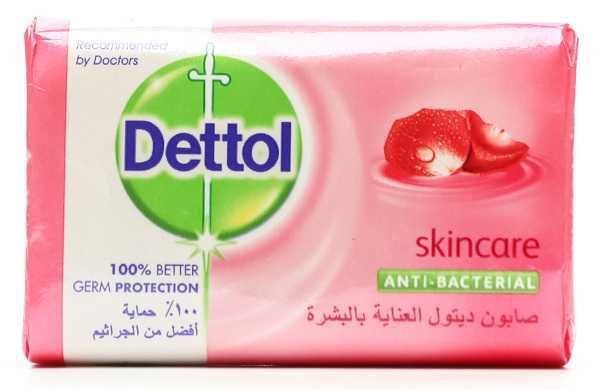 Recommended
by Doctors
Dettol
skincare
ANTI-BACTERIAL
صابون ديتول العناية بالبشرة
100% BETTER
GERM PROTECTION
١٠٠٪ حماية
أفضل من الجراثيم